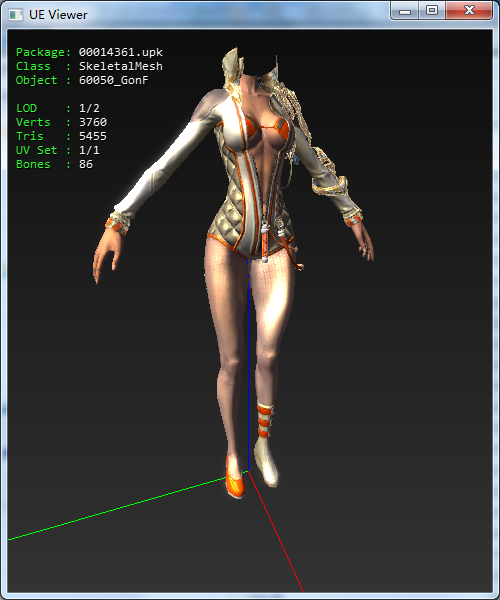 UE Viewer
Package: 00014361.upk
Class  : SkeletalMesh
Object : 60050_GonF
LOD    : 1/2
Verts  : 3760
Tris   : 5455
UV Set : 1/1
Bones  : 86